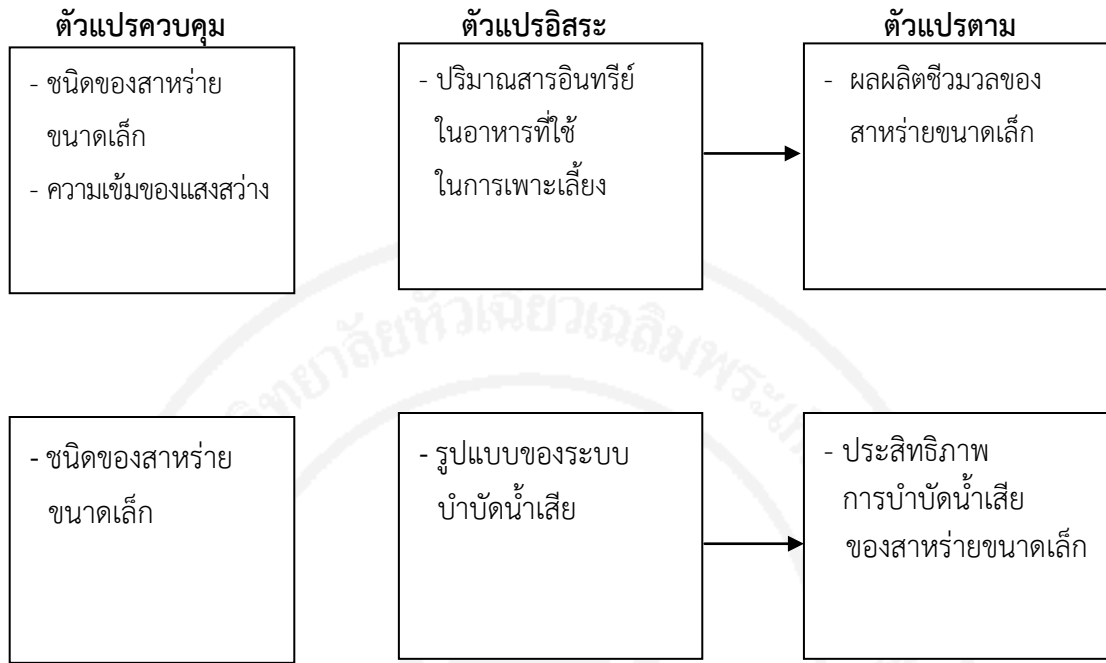 ตัวแปรควบคุม
- ชนิดของสาหร่าย
ขนาดเล็ก
- ความเข้มของแสงสว่าง
ตัวแปรอิสระ
- ปริมาณสารอินทรีย์
ในอาหารที่ใช้
ในการเพาะเลี้ยง
ตัวแปรตาม
- ผลผลิตชีวมวลของ
สาหร่ายขนาดเล็ก
- ชนิดของสาหร่าย
ขนาดเล็ก
- รูปแบบของระบบ
บำบัดน้ำเสีย
- ประสิทธิภาพ
การบำบัดน้ำเสีย
ของสาหร่ายขนาดเล็ก